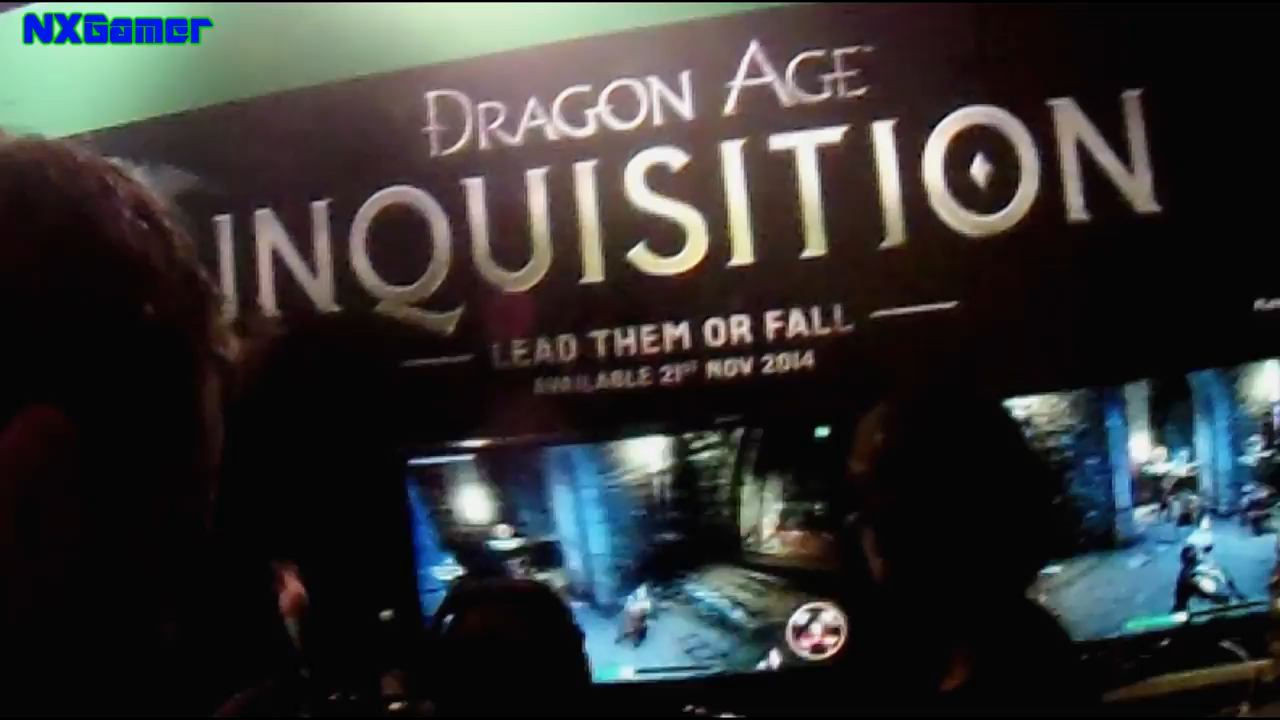 NXGamer
DRAGON AGE
INQUISITION
LEAD THEM OR FALL
AVAILABLE 21ST NOV 2014